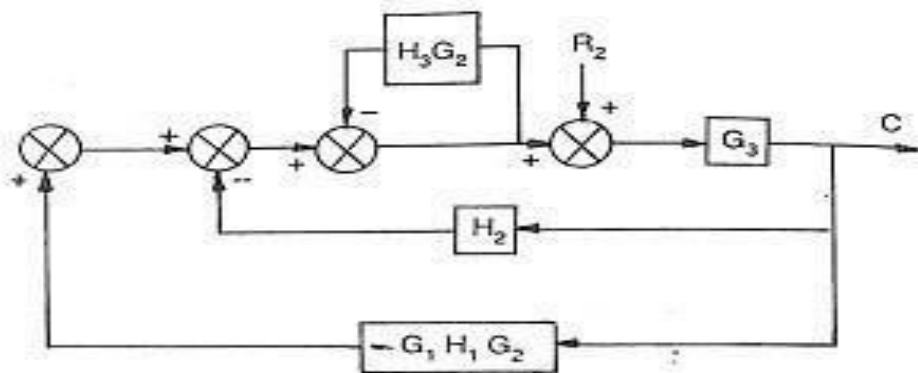 H₃G₂
R₂
−
+
+
+
+
G₃
C
+
--
H₂
- G₁ H₁ G₂